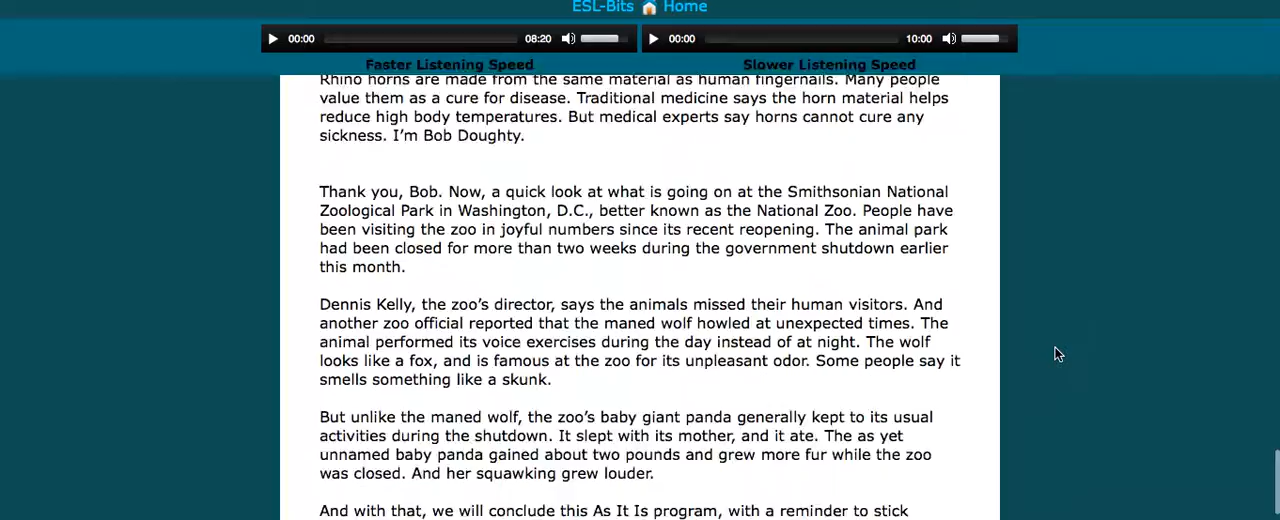 ESL-Bits Home
00:00 08:20 00:00 10:00
Faster Listening Speed Slower Listening Speed
Rhino horns are made from the same material as human fingernails. Many people
value them as a cure for disease. Traditional medicine says the horn material helps
reduce high body temperatures. But medical experts say horns cannot cure any
sickness. I’m Bob Doughty.
Thank you, Bob. Now, a quick look at what is going on at the Smithsonian National
Zoological Park in Washington, D.C., better known as the National Zoo. People have
been visiting the zoo in joyful numbers since its recent reopening. The animal park
had been closed for more than two weeks during the government shutdown earlier
this month.
Dennis Kelly, the zoo’s director, says the animals missed their human visitors. And
another zoo official reported that the maned wolf howled at unexpected times. The
animal performed its voice exercises during the day instead of at night. The wolf
looks like a fox, and is famous at the zoo for its unpleasant odor. Some people say it
smells something like a skunk.
But unlike the maned wolf, the zoo’s baby giant panda generally kept to its usual
activities during the shutdown. It slept with its mother, and it ate. The as yet
unnamed baby panda gained about two pounds and grew more fur while the zoo
was closed. And her squawking grew louder.
And with that, we will conclude this As It Is program, with a reminder to stick